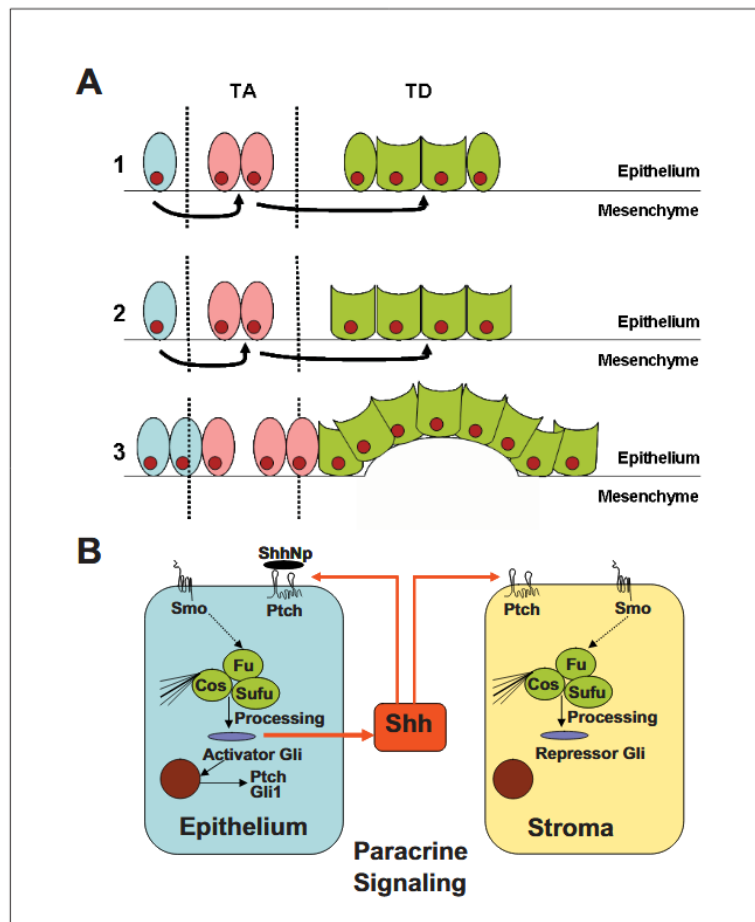 A
TA TD
1
Epithelium
Mesenchyme
2
Epithelium
Mesenchyme
3
Epithelium
Mesenchyme
B
ShhNp
Smo Ptch Ptch Smo
Fu Fu
Cos Sufu Cos Sufu
Processing Processing
Shh
Activator Gli Repressor Gli
Ptch
Gli1
Epithelium Stroma
Paracrine
Signaling